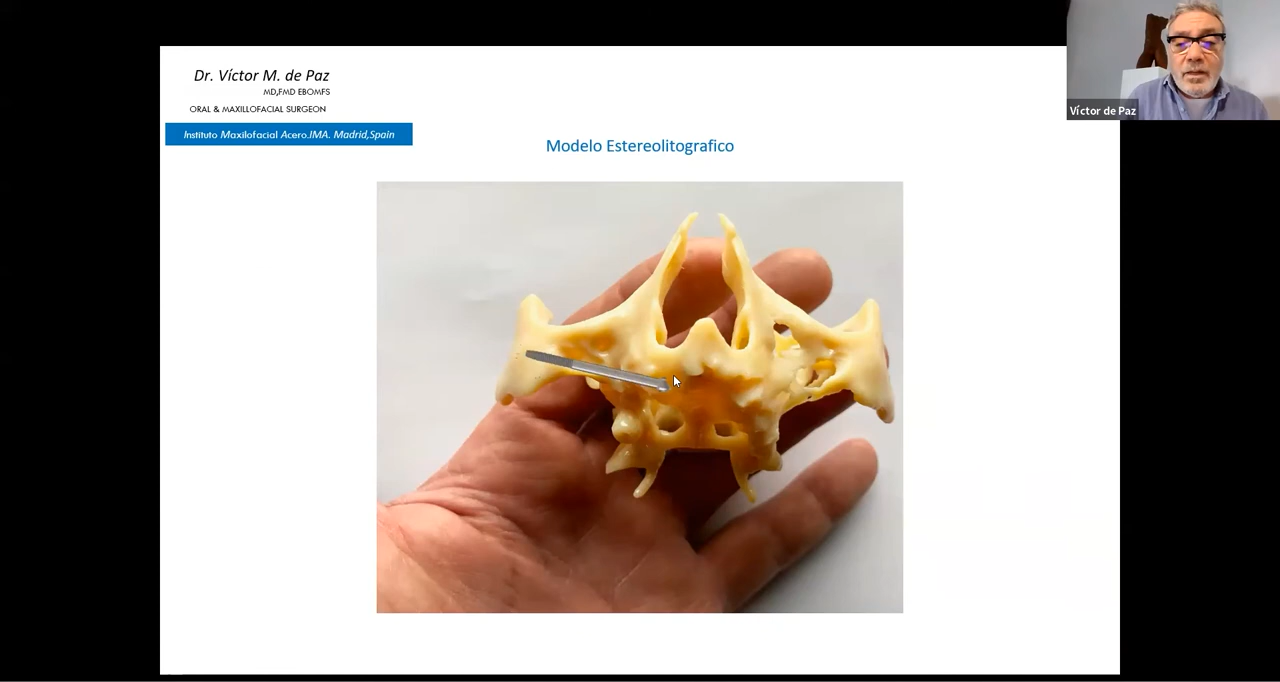 Dr. Víctor M. de Paz
MD,FMD EBOMFS
ORAL & MAXILLOFACIAL SURGEON
Instituto Maxilofacial Acero.IMA. Madrid,Spain
Modelo Estereolitografico
Víctor de Paz